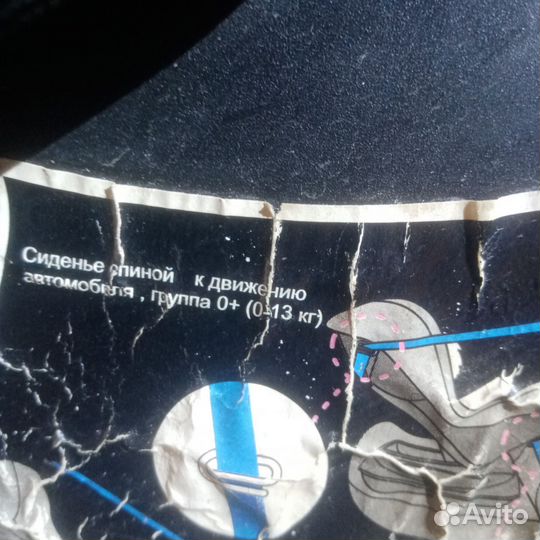 Сиденье спиной к движению
автомобиля , группа 0+ (0-13 кг)
Avito